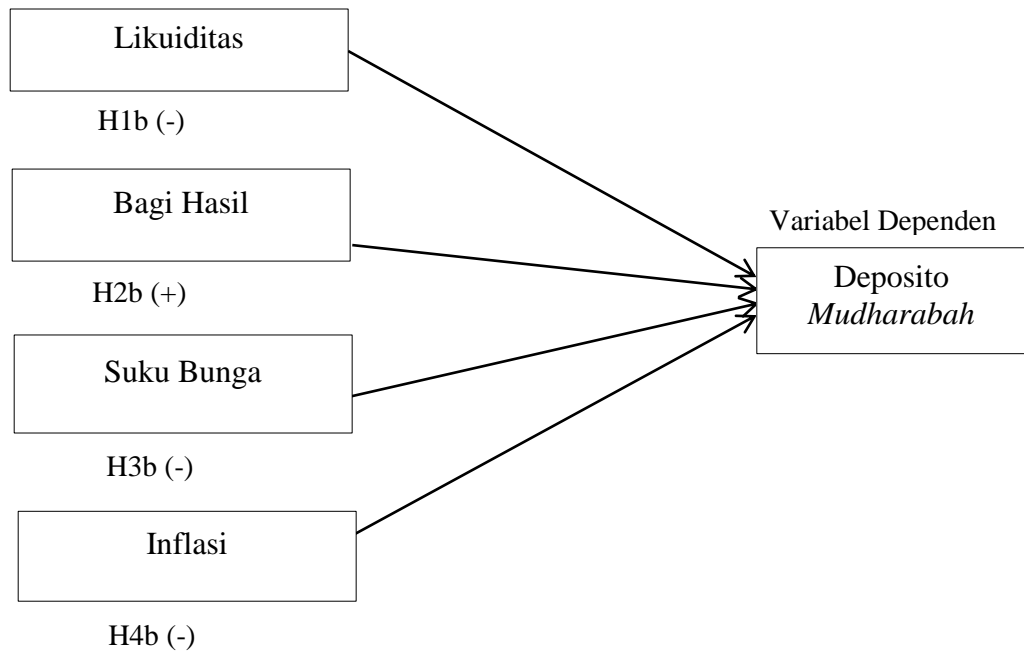 Likuiditas
H1b (-)
Bagi Hasil
H2b (+)
Suku Bunga
H3b (-)
Inflasi
H4b (-)
Variabel Dependen
Deposito
Mudharabah